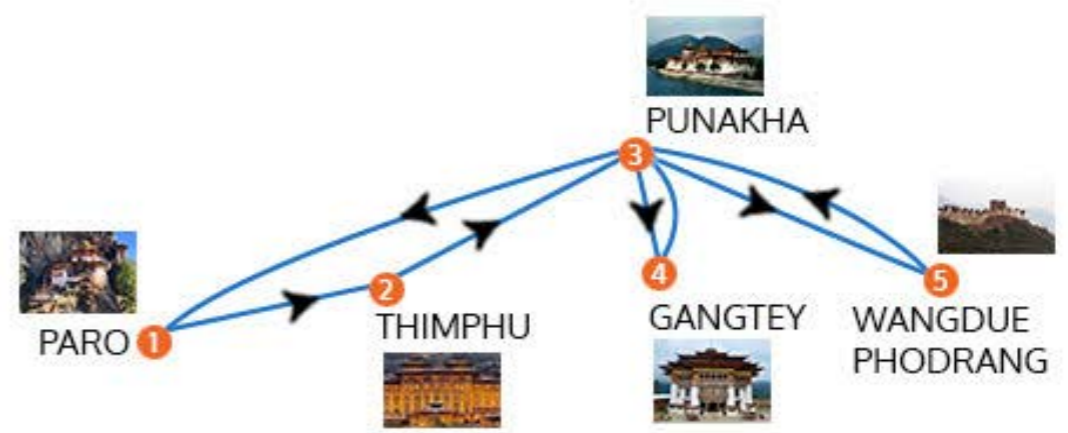 PUNAKHA
3
PARO 1
2
THIMPHU
4
GANGTEY
5
WANGDUE
PHODRANG